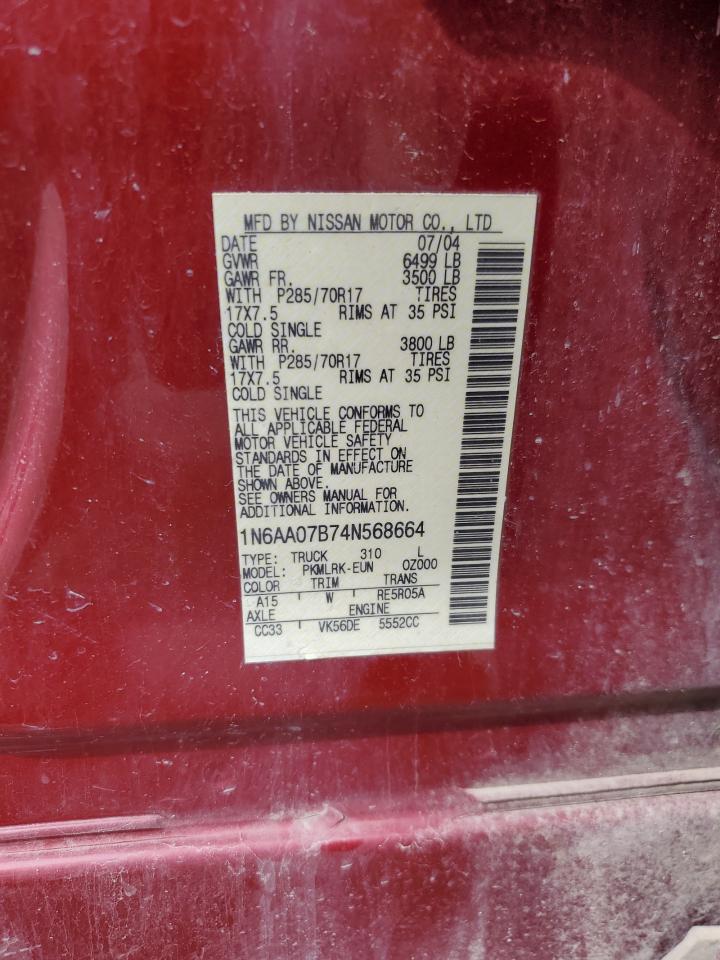 MFD BY NISSAN MOTOR CO., LTD
DATE 07/04
GVWR 6499 LB
GAWR FR. 3500 LB
WITH P285/70R17 TIRES
17X7.5 RIMS AT 35 PSI
COLD SINGLE
GAWR RR. 3800 LB
WITH P285/70R17 TIRES
17X7.5 RIMS AT 35 PSI
COLD SINGLE
THIS VEHICLE CONFORMS TO
ALL APPLICABLE FEDERAL
MOTOR VEHICLE SAFETY
STANDARDS IN EFFECT ON
THE DATE OF MANUFACTURE
SHOWN ABOVE.
SEE OWNERS MANUAL FOR
ADDITIONAL INFORMATION.
1N6AA07B74N568664
TYPE: TRUCK 310 L
MODEL: PKMLRK-EUN 0Z000
COLOR TRIM TRANS
A15 W RE5R05A
AXLE ENGINE
CC33 VK56DE 5552CC